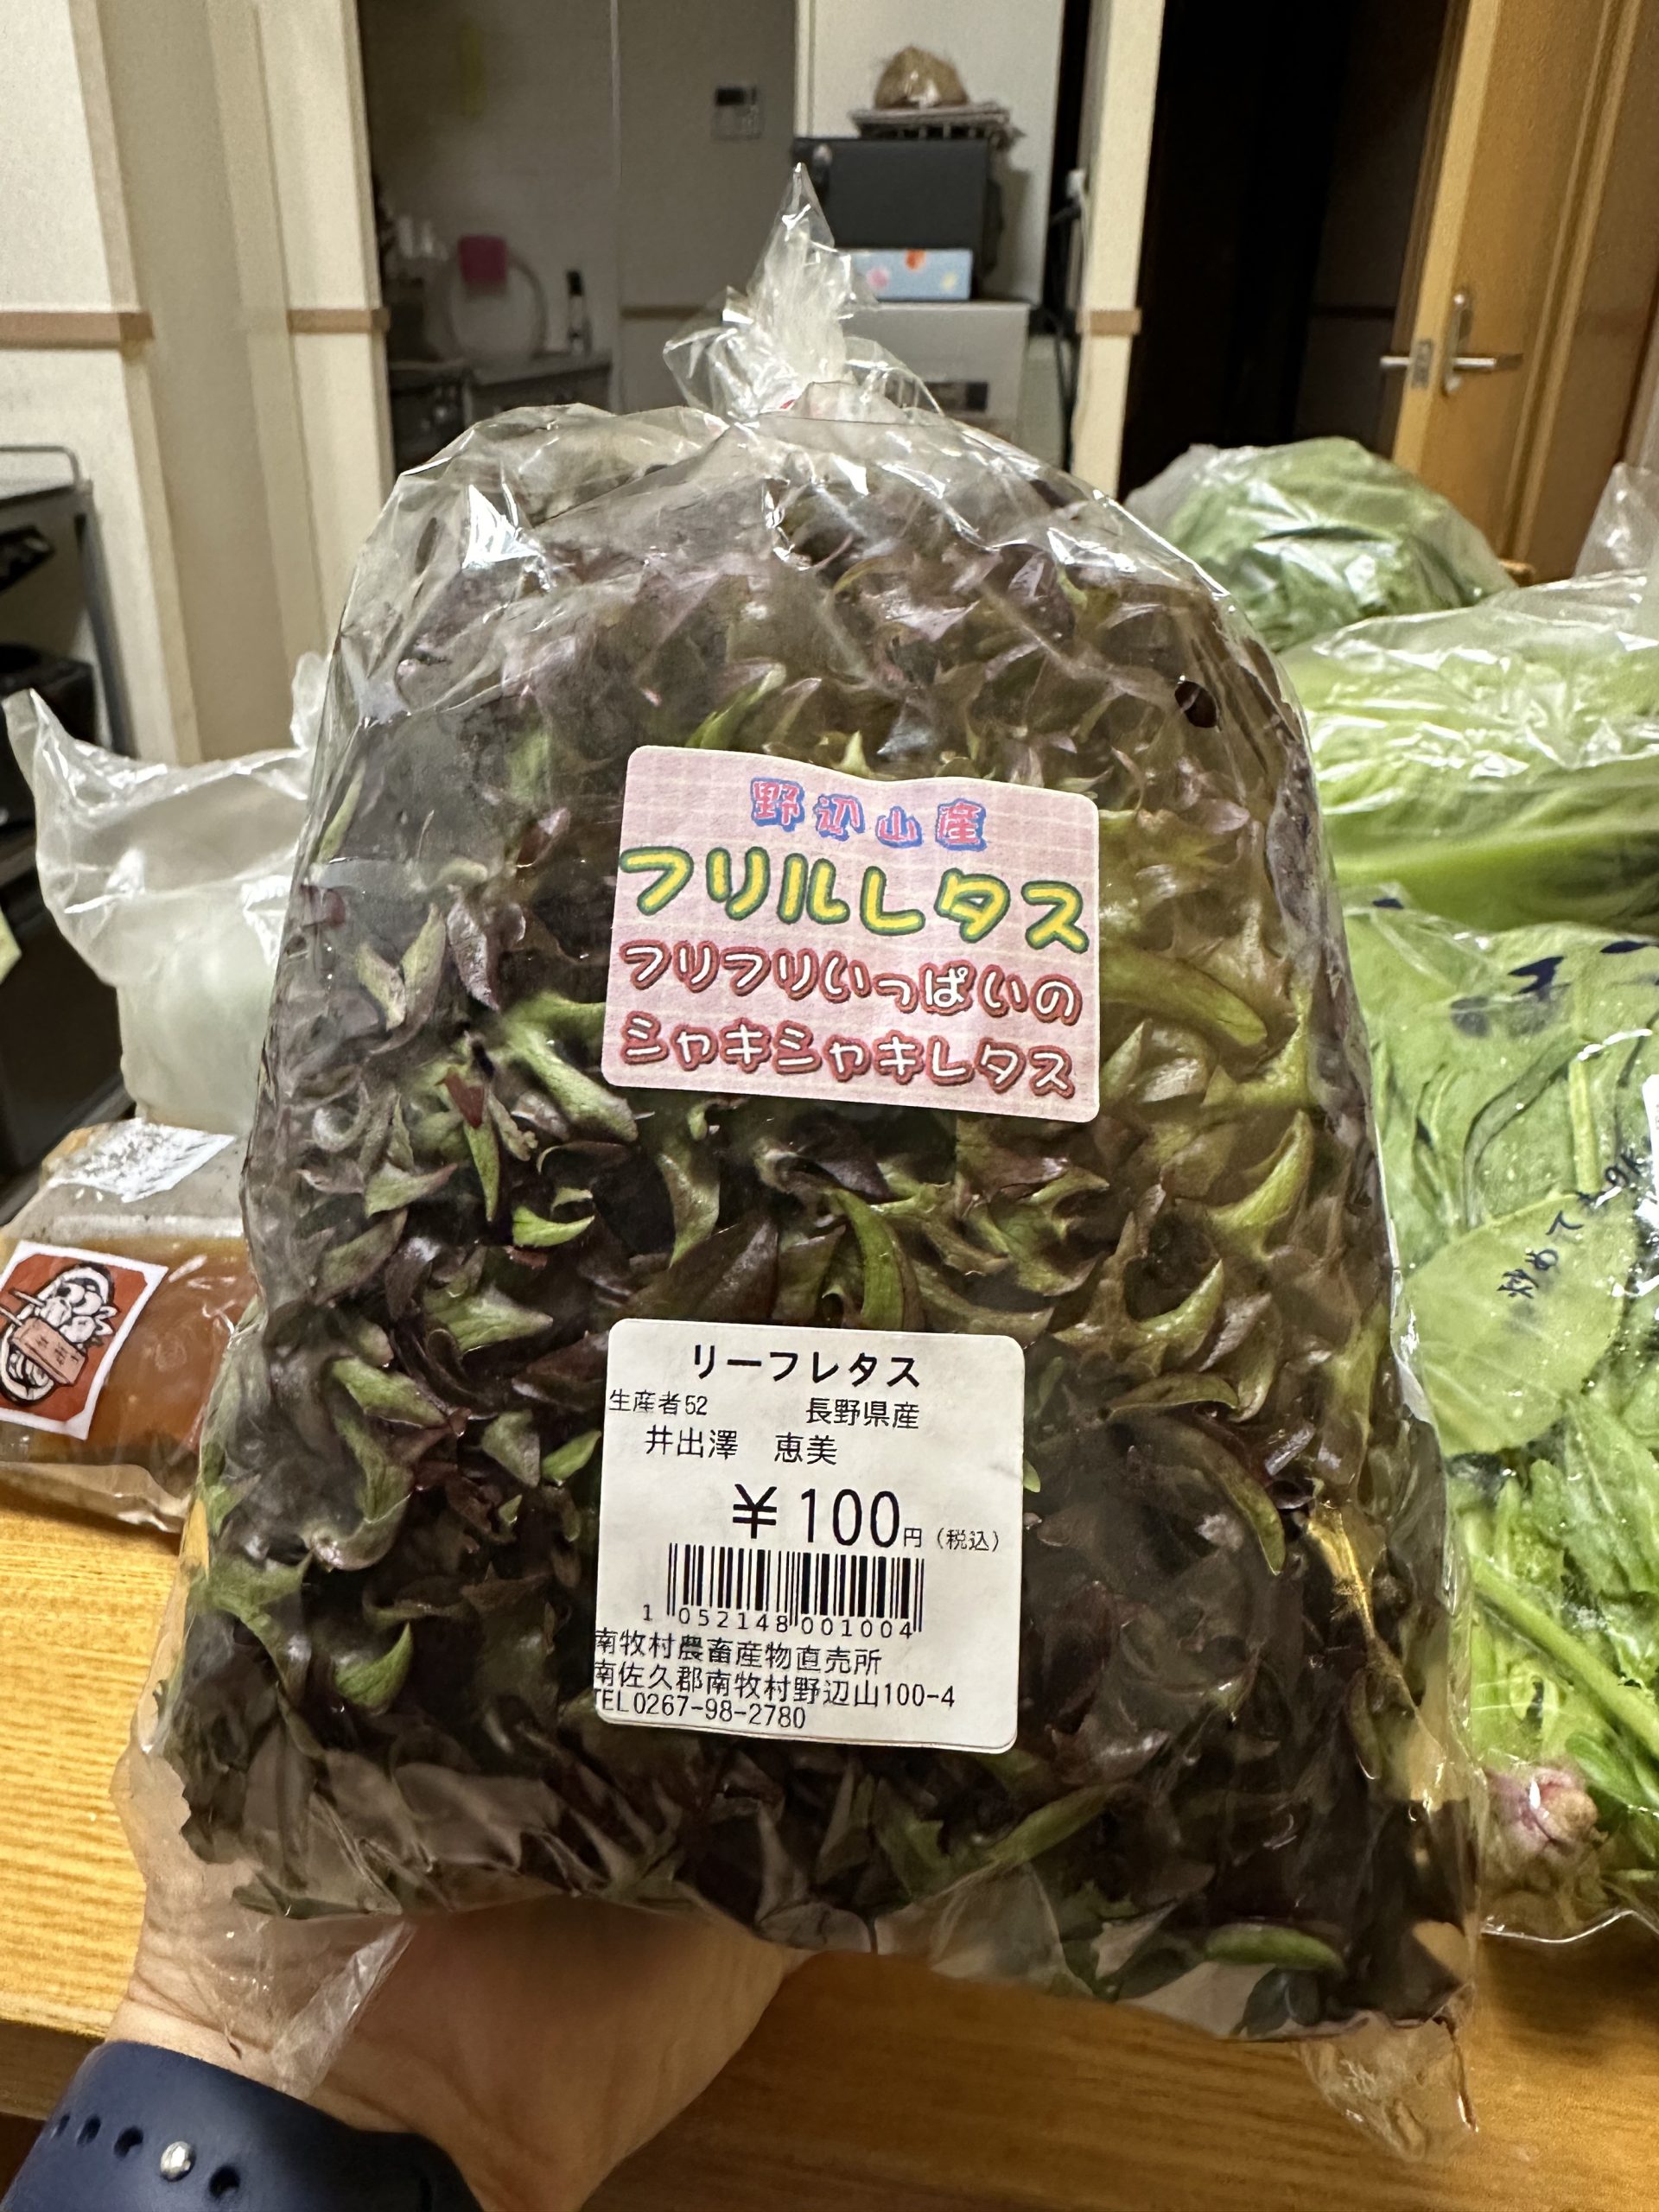 野辺山産
フリルレタス
フリフリいっぱいの
シャキシャキレタス
リーフレタス
生産者52 長野県産
井出澤 恵美
¥100円(税込)
1 052148 001004
南牧村農畜産物直売所
南佐久郡南牧村野辺山100-4
TEL0267-98-2780
炒めて